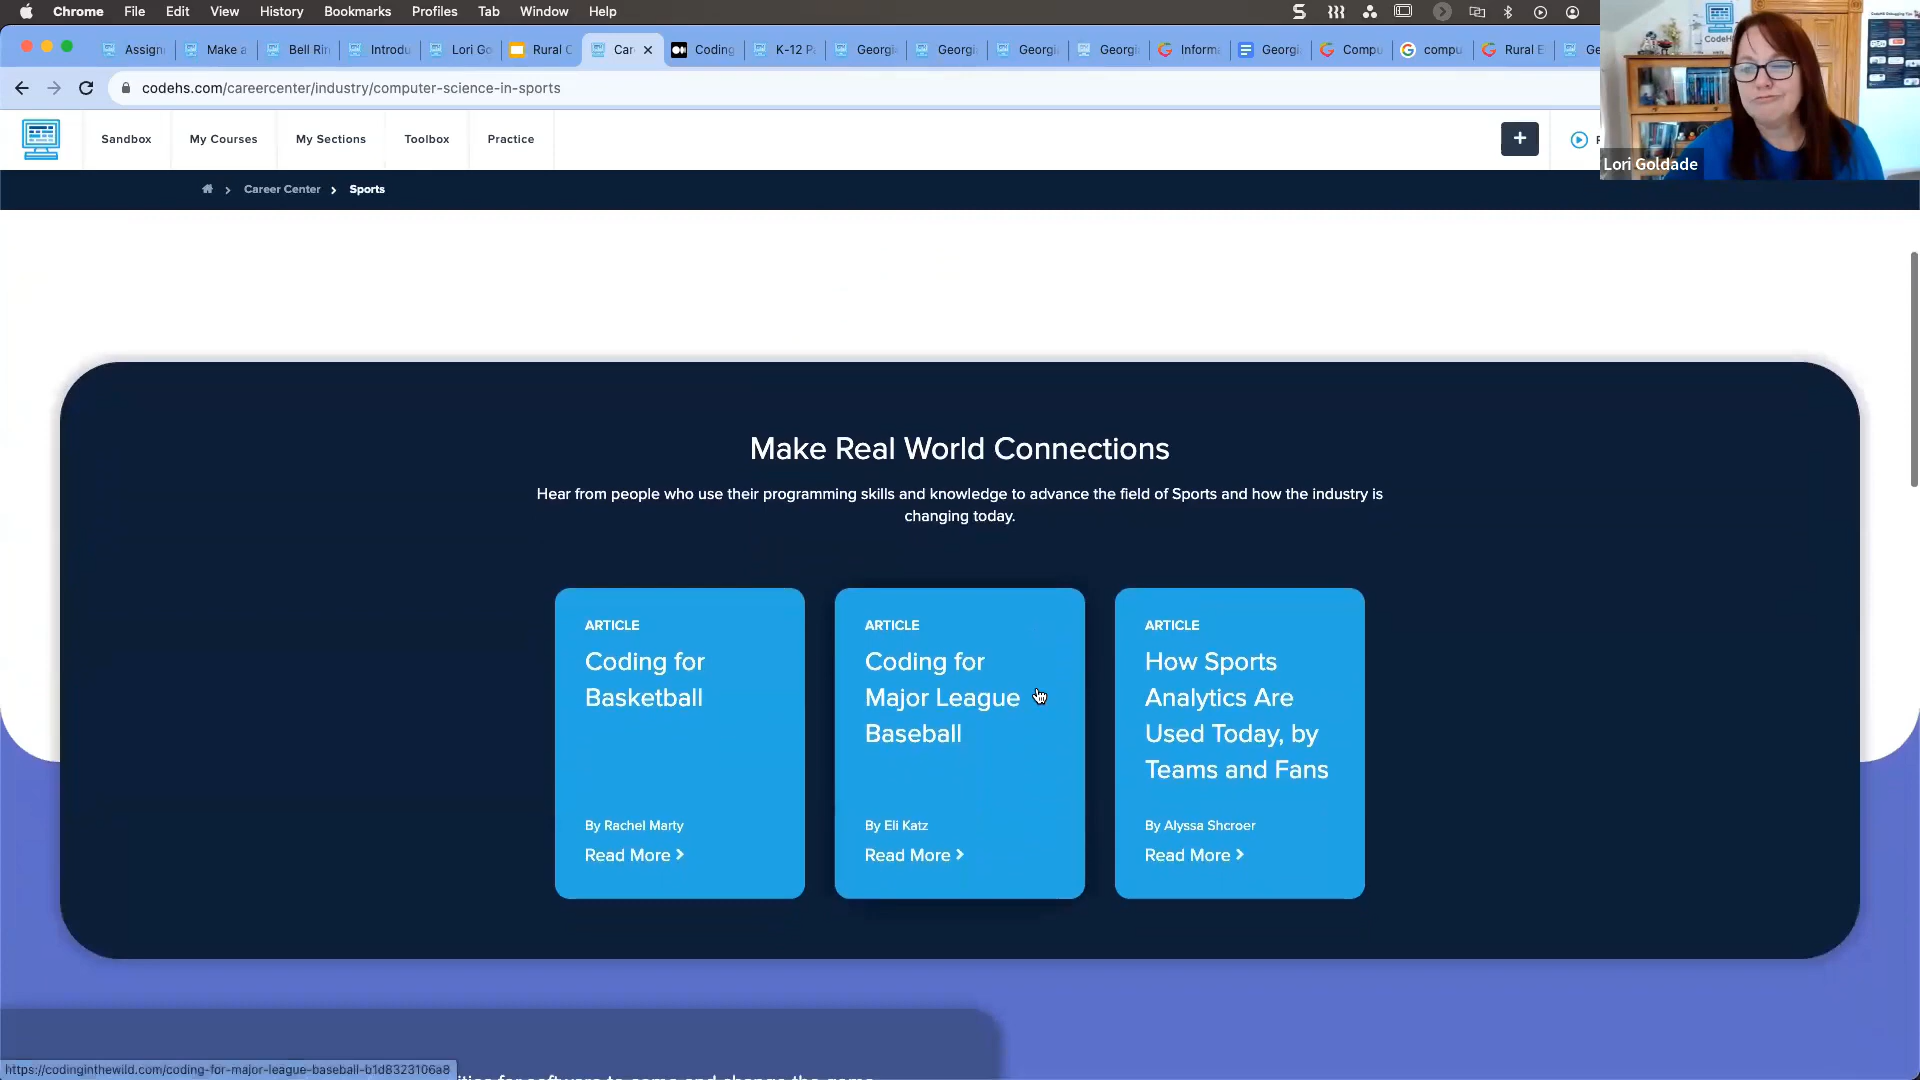 Chrome File Edit View History Bookmarks Profiles Tab Window Help
Assign Make a Bell Rin Introdu Lori Go Rural C Car Coding K-12 P Georgi Georgi Georgi Georgi Inform Georgi Compu compu Rural E Ge
codehs.com/careercenter/industry/computer-science-in-sports
Sandbox My Courses My Sections Toolbox Practice
Lori Goldade
Career Center Sports
Make Real World Connections
Hear from people who use their programming skills and knowledge to advance the field of Sports and how the industry is
changing today.
ARTICLE
Coding for
Basketball
By Rachel Marty
Read More
ARTICLE
Coding for
Major League
Baseball
By Eli Katz
Read More
ARTICLE
How Sports
Analytics Are
Used Today, by
Teams and Fans
By Alyssa Shcroer
Read More
https://codinginthewild.com/coding-for-major-league-baseball-b1d8323106a8